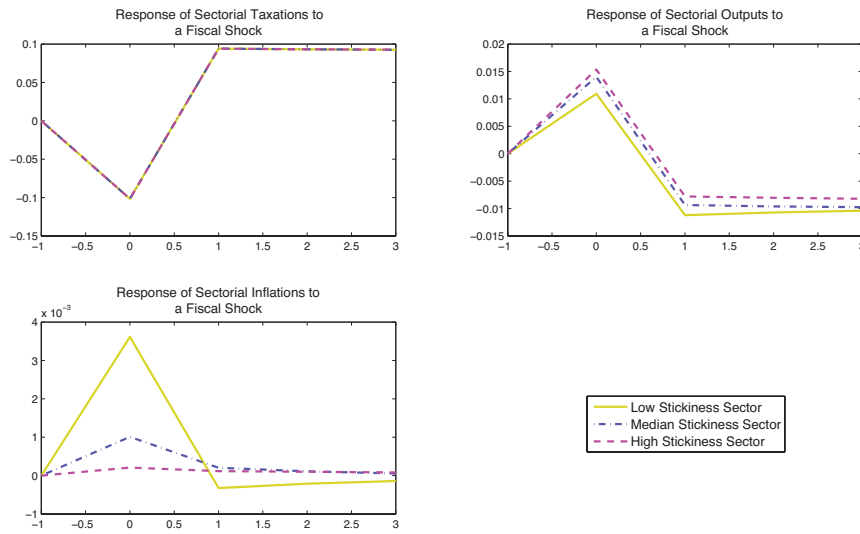 Response of Sectorial Taxations to
a Fiscal Shock
0.1
0.05
0
−0.05
−0.1
−0.15
−1 −0.5 0 0.5 1 1.5 2 2.5 3
Response of Sectorial Outputs to
a Fiscal Shock
0.02
0.015
0.01
0.005
0
−0.005
−0.01
−0.015
−1 −0.5 0 0.5 1 1.5 2 2.5 3
Response of Sectorial Inflations to
a Fiscal Shock
x 10⁻³
4
3
2
1
0
−1
−1 −0.5 0 0.5 1 1.5 2 2.5 3
Low Stickiness Sector
Median Stickiness Sector
High Stickiness Sector